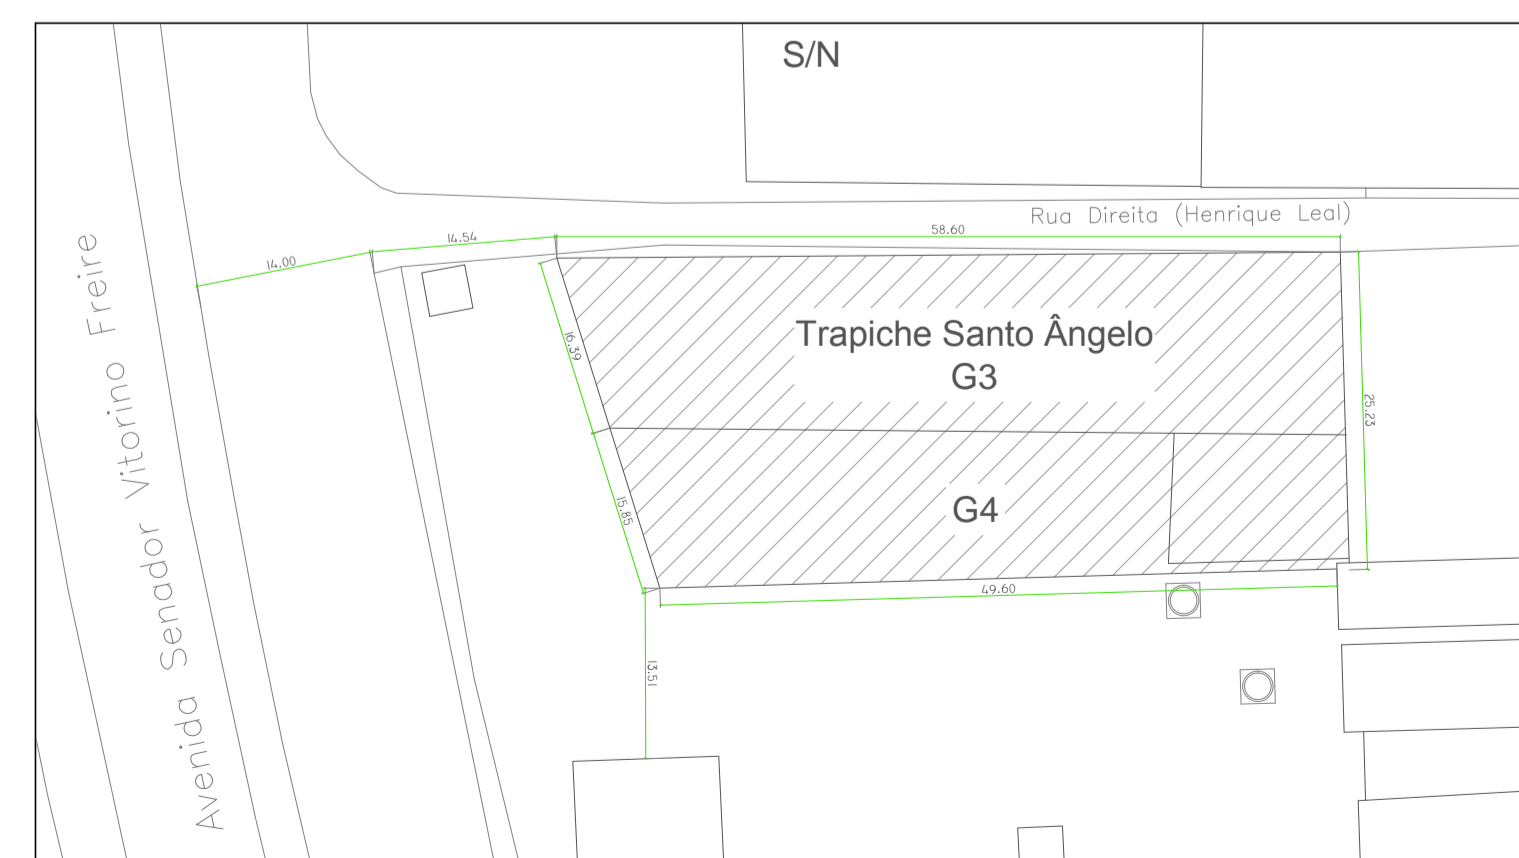 S/N
Rua Direita (Henrique Leal)
58.60
14.54
14.00
Avenida Senador Vitorino Freire
16.39
Trapiche Santo Ângelo
G3
25.23
15.85
G4
49.60
13.51